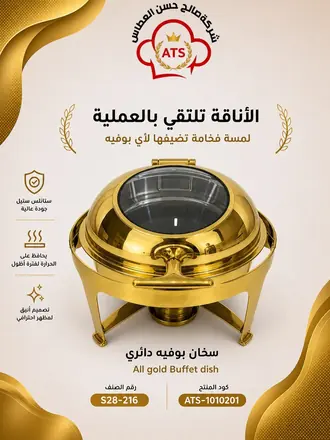 شركة صالح حسن العطاس
ATS
الأناقة تلتقي بالعملية
لمسة فخامة تضيفها لأي بوفيه
ستانلس ستيل
جودة عالية
يحافظ على
الحرارة لفترة أطول
تصميم أنيق
لمظهر احترافي
سخان بوفيه دائري
All gold Buffet dish
رقم الصنف
S28-216
كود المنتج
ATS-1010201